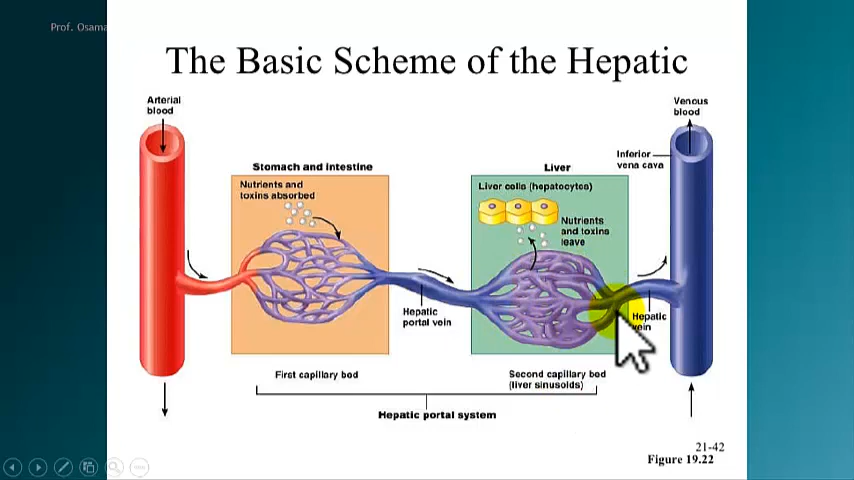 Prof. Osama
The Basic Scheme of the Hepatic
Arterial
blood
Venous
blood
Inferior
vena cava
Stomach and intestine
Liver
Nutrients and
toxins absorbed
Liver cells (hepatocytes)
Nutrients
and toxins
leave
Hepatic
portal vein
Hepatic
vein
First capillary bed
Second capillary bed
(liver sinusoids)
Hepatic portal system
21-42
Figure 19.22